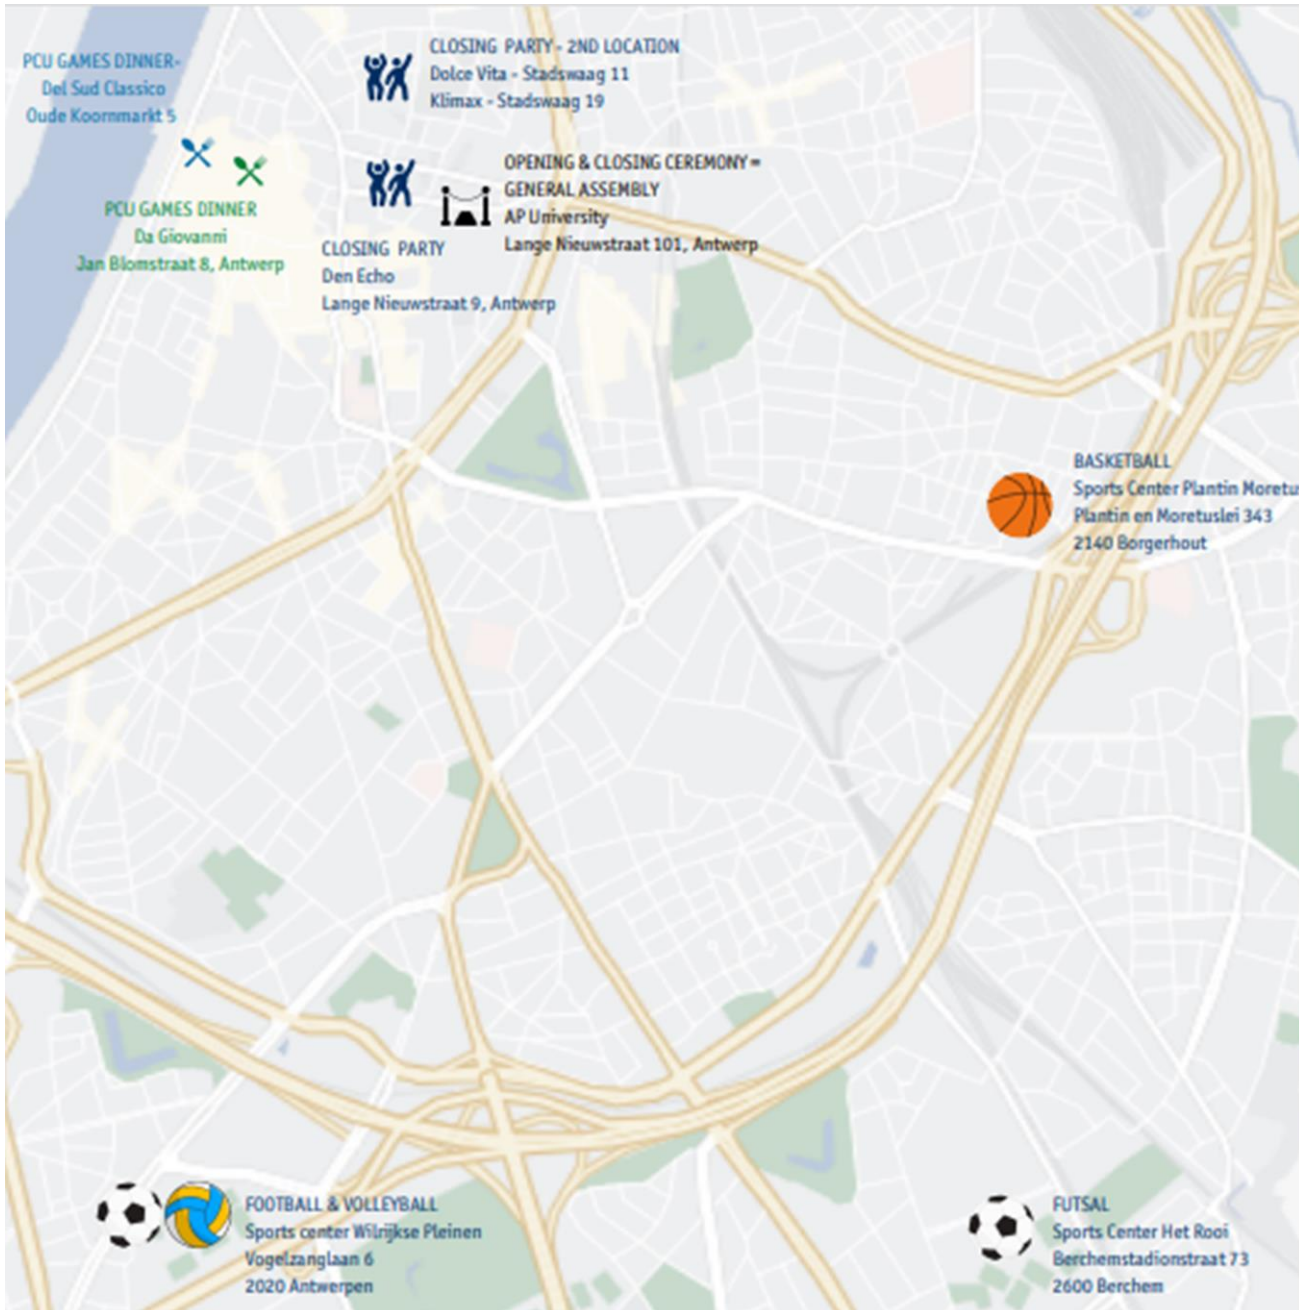 PCU GAMES DINNER-
Del Sud Classico
Oude Koornmarkt 5
CLOSING PARTY - 2ND LOCATION
Dolce Vita - Stadswaag 11
Klimax - Stadswaag 19
OPENING & CLOSING CEREMONY =
GENERAL ASSEMBLY
AP University
Lange Nieuwstraat 101, Antwerp
PCU GAMES DINNER
Da Giovanni
Jan Blomstraat 8, Antwerp
CLOSING PARTY
Den Echo
Lange Nieuwstraat 9, Antwerp
BASKETBALL
Sports Center Plantin Moretus
Plantin en Moretuslei 343
2140 Borgerhout
FOOTBALL & VOLLEYBALL
Sports center Wilrijkse Pleinen
Vogelzanglaan 6
2020 Antwerpen
FUTSAL
Sports Center Het Rooi
Berchemstadionstraat 73
2600 Berchem